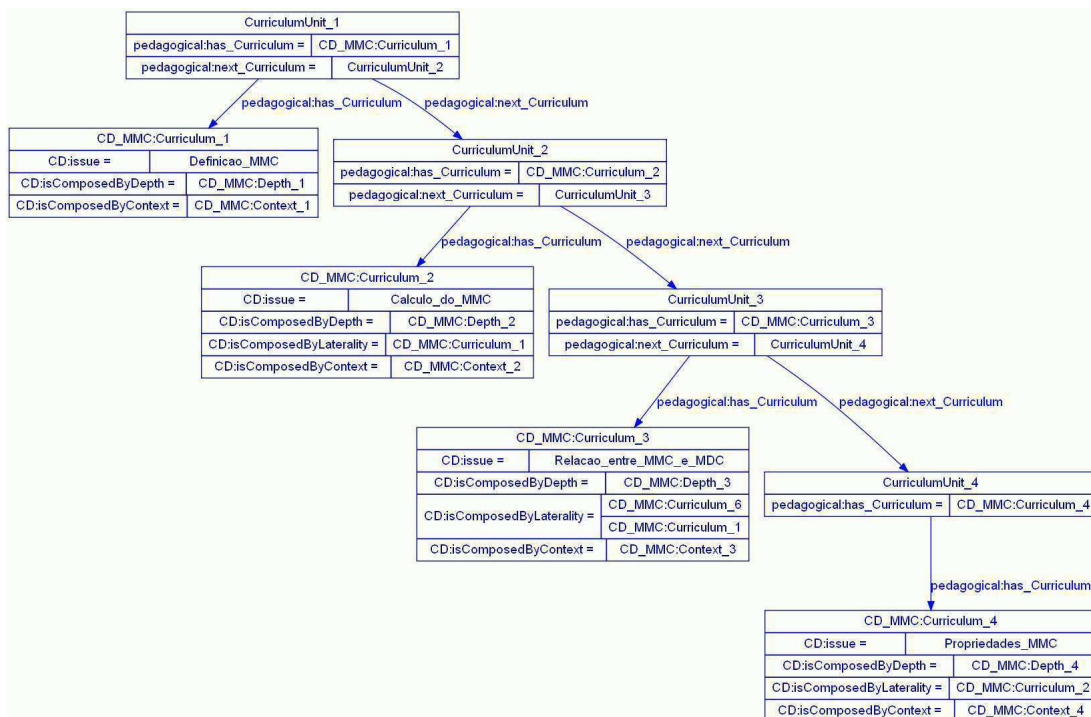 CurriculumUnit_1
pedagogical:has_Curriculum = CD_MMC:Curriculum_1
pedagogical:next_Curriculum = CurriculumUnit_2
pedagogical:has_Curriculum pedagogical:next_Curriculum
CD_MMC:Curriculum_1
CD:issue = Definicao_MMC
CD:isComposedByDepth = CD_MMC:Depth_1
CD:isComposedByContext = CD_MMC:Context_1
CurriculumUnit_2
pedagogical:has_Curriculum = CD_MMC:Curriculum_2
pedagogical:next_Curriculum = CurriculumUnit_3
pedagogical:has_Curriculum pedagogical:next_Curriculum
CD_MMC:Curriculum_2
CD:issue = Calculo_do_MMC
CD:isComposedByDepth = CD_MMC:Depth_2
CD:isComposedByLaterality = CD_MMC:Curriculum_1
CD:isComposedByContext = CD_MMC:Context_2
CurriculumUnit_3
pedagogical:has_Curriculum = CD_MMC:Curriculum_3
pedagogical:next_Curriculum = CurriculumUnit_4
pedagogical:has_Curriculum pedagogical:next_Curriculum
CD_MMC:Curriculum_3
CD:issue = Relacao_entre_MMC_e_MDC
CD:isComposedByDepth = CD_MMC:Depth_3
CD:isComposedByLaterality = CD_MMC:Curriculum_6
CD_MMC:Curriculum_1
CD:isComposedByContext = CD_MMC:Context_3
CurriculumUnit_4
pedagogical:has_Curriculum = CD_MMC:Curriculum_4
pedagogical:has_Curriculum
CD_MMC:Curriculum_4
CD:issue = Propriedades_MMC
CD:isComposedByDepth = CD_MMC:Depth_4
CD:isComposedByLaterality = CD_MMC:Curriculum_2
CD:isComposedByContext = CD_MMC:Context_4